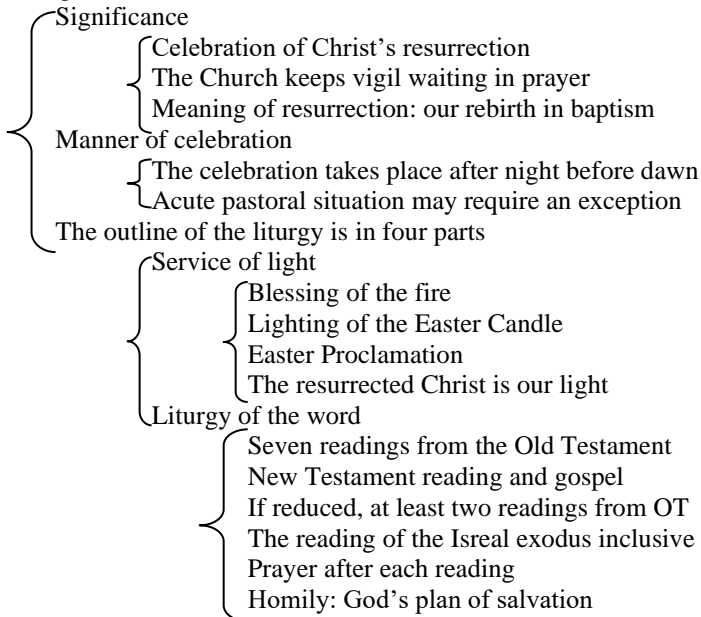 Significance
Celebration of Christ’s resurrection
The Church keeps vigil waiting in prayer
Meaning of resurrection: our rebirth in baptism
Manner of celebration
The celebration takes place after night before dawn
Acute pastoral situation may require an exception
The outline of the liturgy is in four parts
Service of light
Blessing of the fire
Lighting of the Easter Candle
Easter Proclamation
The resurrected Christ is our light
Liturgy of the word
Seven readings from the Old Testament
New Testament reading and gospel
If reduced, at least two readings from OT
The reading of the Isreal exodus inclusive
Prayer after each reading
Homily: God’s plan of salvation